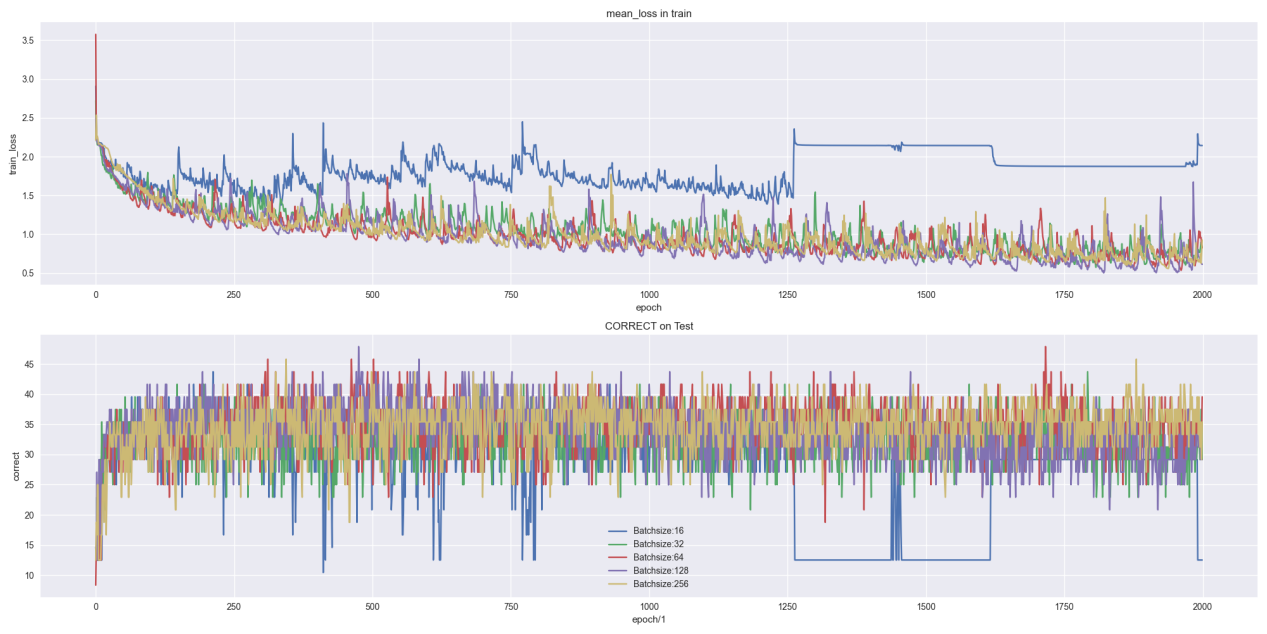 mean_loss in train
train_loss
3.5
3.0
2.5
2.0
1.5
1.0
0.5
0 250 500 750 1000 1250 1500 1750 2000
epoch
CORRECT on Test
correct
45
40
35
30
25
20
15
10
Batchsize:16
Batchsize:32
Batchsize:64
Batchsize:128
Batchsize:256
0 250 500 750 1000 1250 1500 1750 2000
epoch/1